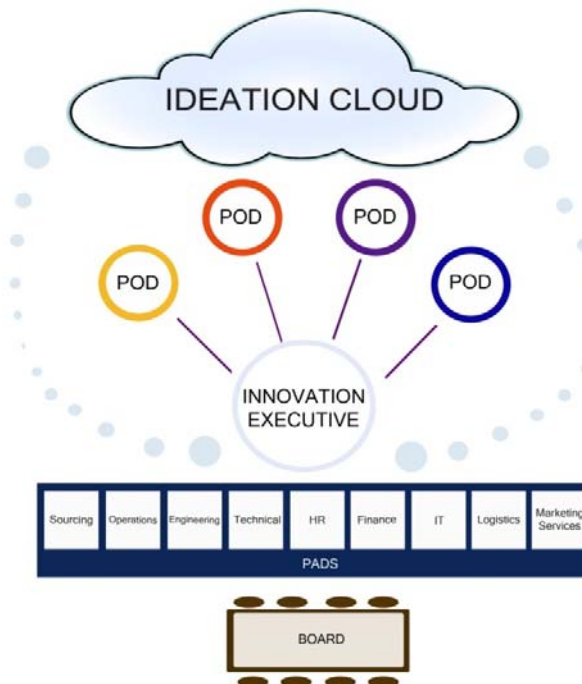 IDEATION CLOUD
POD
POD
POD
POD
INNOVATION
EXECUTIVE
Sourcing
Operations
Engineering
Technical
HR
Finance
IT
Logistics
Marketing
Services
PADS
BOARD